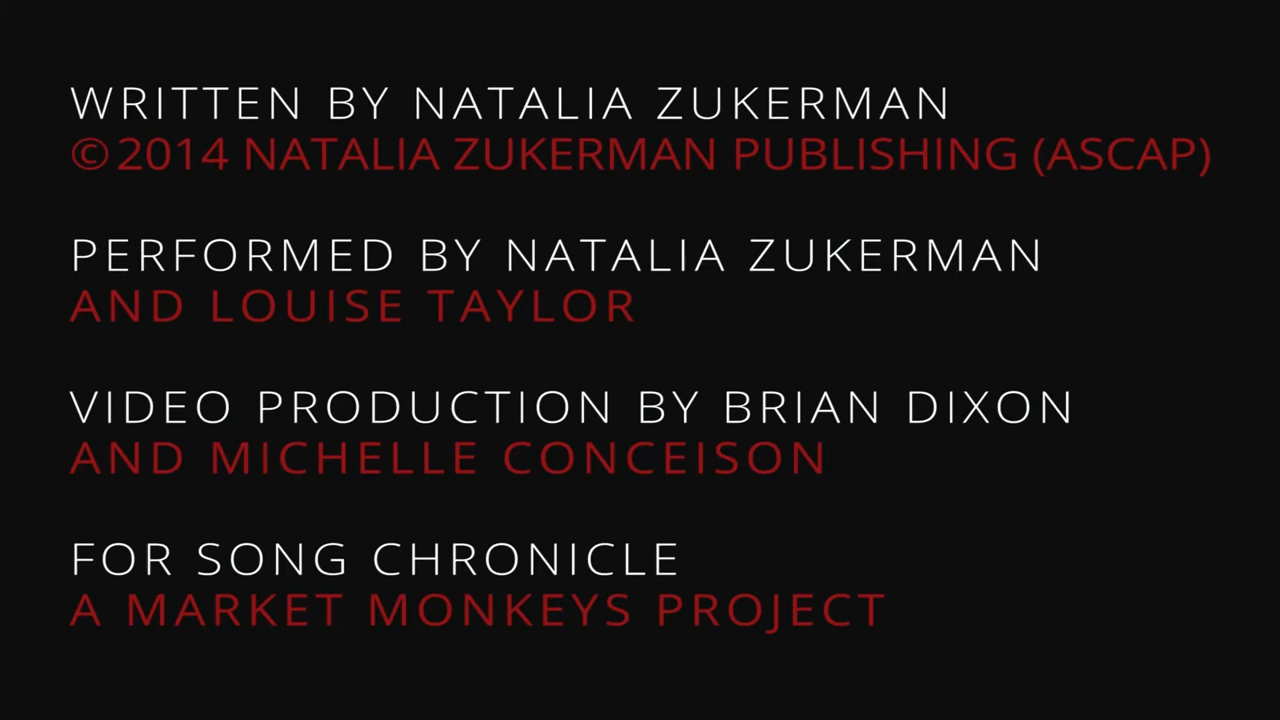 WRITTEN BY NATALIA ZUKERMAN
©2014 NATALIA ZUKERMAN PUBLISHING (ASCAP)
PERFORMED BY NATALIA ZUKERMAN
AND LOUISE TAYLOR
VIDEO PRODUCTION BY BRIAN DIXON
AND MICHELLE CONCEISON
FOR SONG CHRONICLE
A MARKET MONKEYS PROJECT